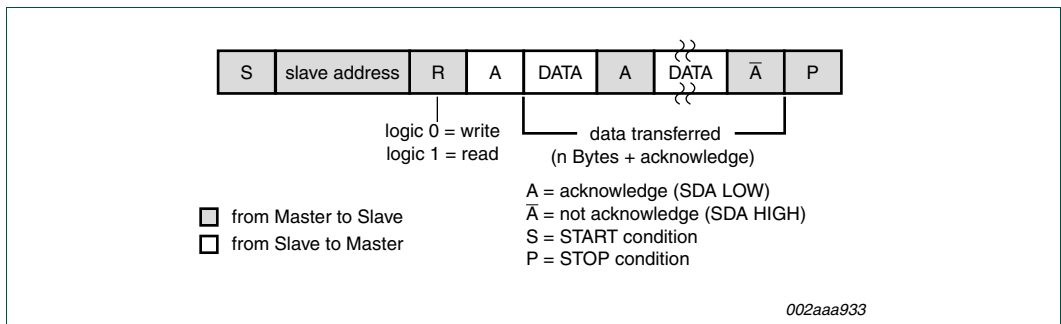 S slave address R A DATA A DATA A̅ P
logic 0 = write
logic 1 = read
data transferred
(n Bytes + acknowledge)
A = acknowledge (SDA LOW)
A̅ = not acknowledge (SDA HIGH)
S = START condition
P = STOP condition
from Master to Slave
from Slave to Master
002aaa933